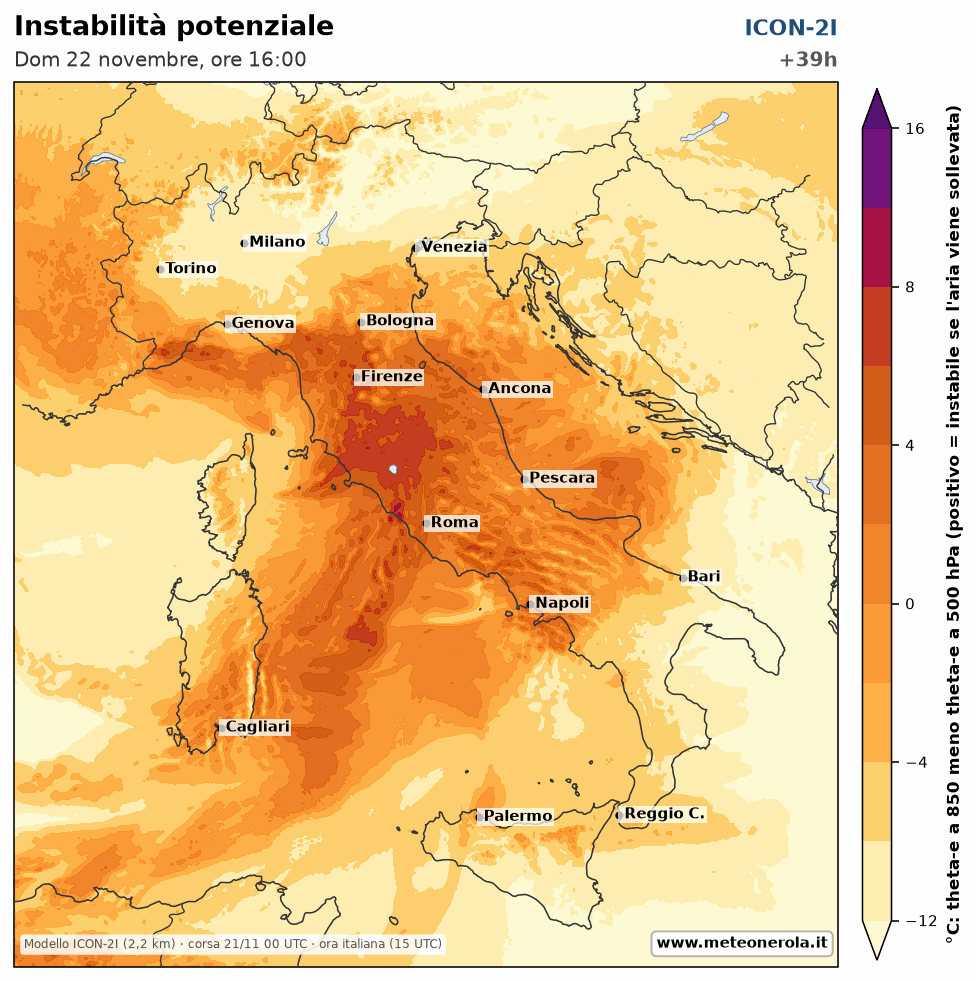 Instabilità potenziale
ICON-2I
Dom 22 novembre, ore 16:00
+39h
Milano
Venezia
Torino
Genova
Bologna
Firenze
Ancona
Pescara
Roma
Bari
Napoli
Cagliari
Palermo
Reggio C.
Modello ICON-2I (2,2 km) · corsa 21/11 00 UTC · ora italiana (15 UTC)
www.meteonerola.it
16
8
4
0
−4
−12
°C: theta-e a 850 meno theta-e a 500 hPa (positivo = instabile se l'aria viene sollevata)